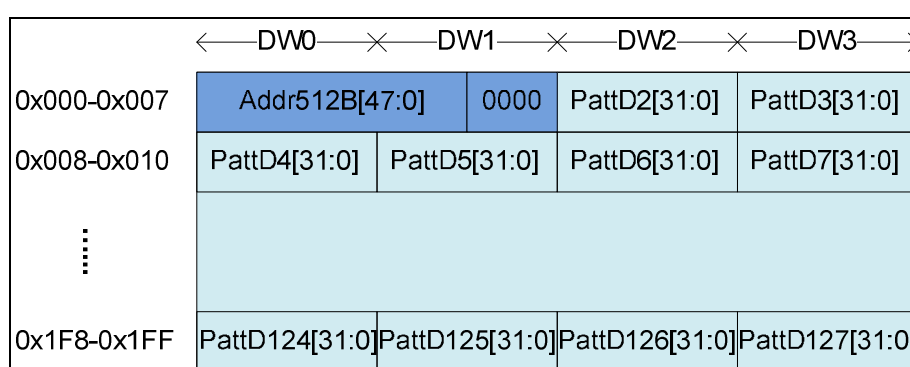 DW0 DW1 DW2 DW3
0x000-0x007 Addr512B[47:0] 0000 PattD2[31:0] PattD3[31:0]
0x008-0x010 PattD4[31:0] PattD5[31:0] PattD6[31:0] PattD7[31:0]
0x1F8-0x1FF PattD124[31:0] PattD125[31:0] PattD126[31:0] PattD127[31:0